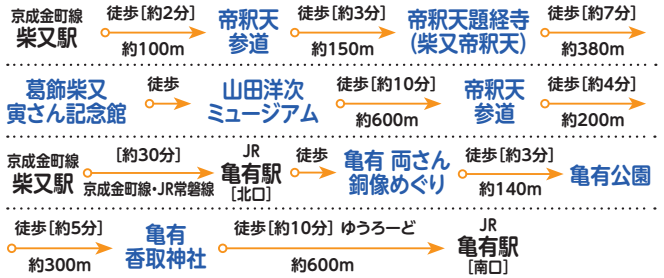 京成金町線
柴又駅
徒歩[約2分]
約100m
帝釈天
参道
徒歩[約3分]
約150m
帝釈天題経寺
(柴又帝釈天)
徒歩[約7分]
約380m
葛飾柴又
寅さん記念館
徒歩
山田洋次
ミュージアム
徒歩[約10分]
約600m
帝釈天
参道
徒歩[約4分]
約200m
京成金町線
柴又駅
[約30分]
京成金町線・JR常磐線
JR
亀有駅
[北口]
徒歩
亀有 両さん
銅像めぐり
徒歩[約3分]
約140m
亀有公園
徒歩[約5分]
約300m
亀有
香取神社
徒歩[約10分] ゆうろーど
約600m
JR
亀有駅
[南口]